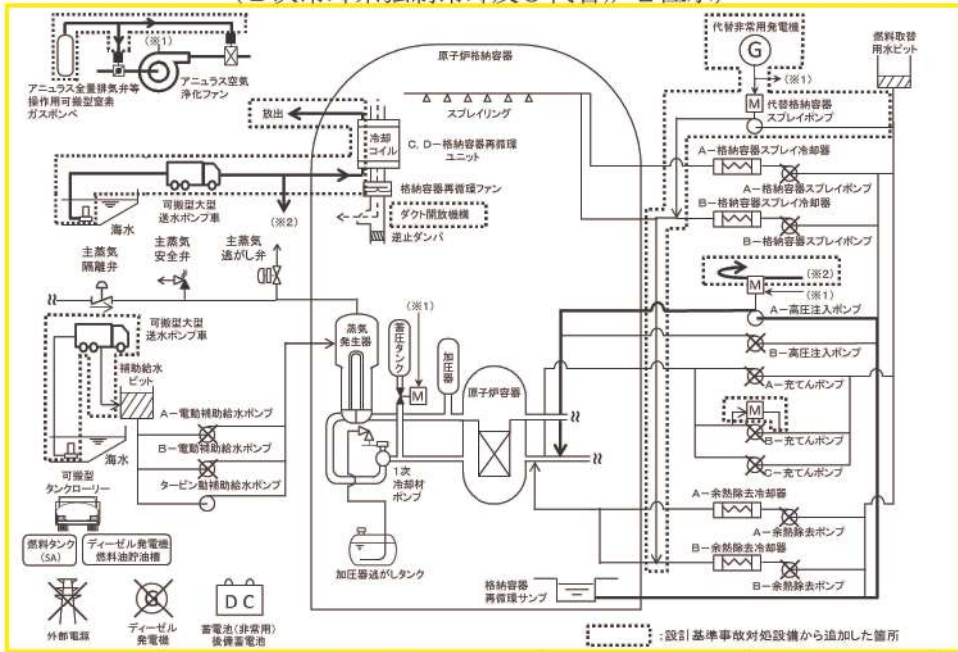 (※1)
アニュラス全量排気弁等
操作用可搬型窒素
ガスボンベ
アニュラス空気
浄化ファン
原子炉格納容器
スプレイリング
放出
冷却
コイル
C, D-格納容器再循環
ユニット
格納容器再循環ファン
ダクト開放機構
逆止ダンパ
可搬型大型
送水ポンプ車
海水
(※2)
主蒸気
隔離弁
主蒸気
安全弁
主蒸気
逃がし弁
可搬型大型
送水ポンプ車
補助給水
ピット
海水
A-電動補助給水ポンプ
B-電動補助給水ポンプ
タービン動補助給水ポンプ
可搬型
タンクローリー
燃料タンク
(SA)
ディーゼル発電機
燃料油貯油槽
外部電源
G
ディーゼル
発電機
DC
蓄電池(非常用)
後備蓄電池
蒸気
発生器
蓄圧タンク
(※1)
M
加圧器
原子炉容器
1次
冷却材
ポンプ
加圧器逃がしタンク
格納容器
再循環サンプ
代替非常用発電機
G
(※1)
M
代替格納容器
スプレイポンプ
燃料取替
用水ピット
A-格納容器スプレイ冷却器
A-格納容器スプレイポンプ
B-格納容器スプレイ冷却器
B-格納容器スプレイポンプ
(※2)
M
(※1)
A-高圧注入ポンプ
B-高圧注入ポンプ
A-充てんポンプ
M
B-充てんポンプ
C-充てんポンプ
A-余熱除去冷却器
A-余熱除去ポンプ
B-余熱除去冷却器
B-余熱除去ポンプ
:設計基準事故対処設備から追加した箇所